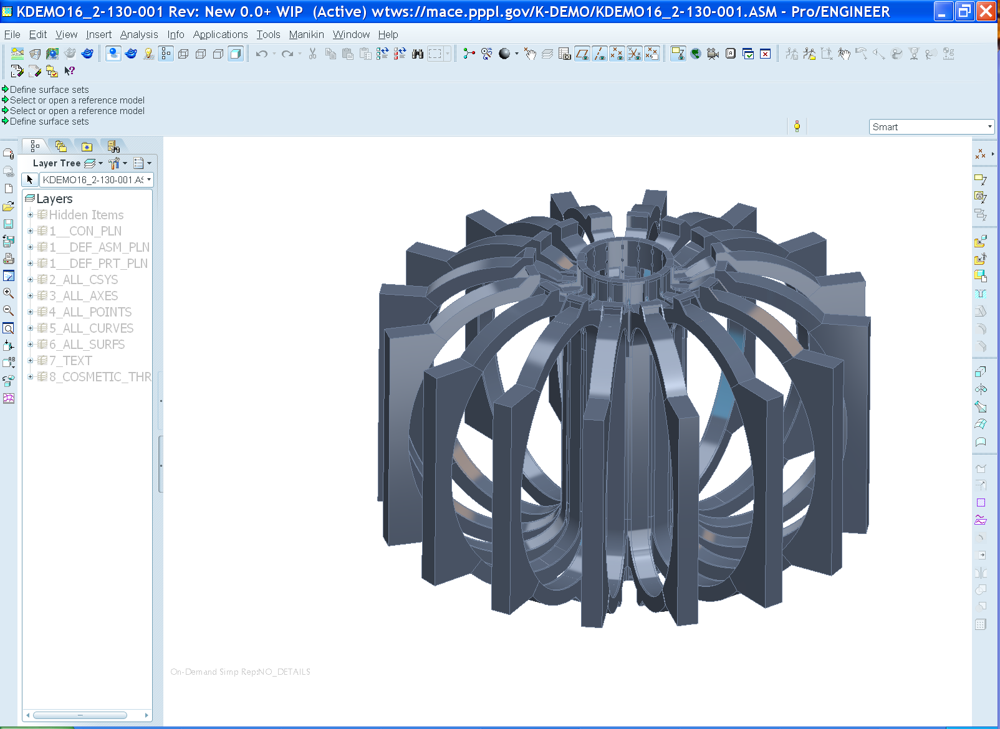 KDEMO16_2-130-001 Rev: New 0.0+ WIP (Active) wtws://mace.pppl.gov/K-DEMO/KDEMO16_2-130-001.ASM - Pro/ENGINEER
File Edit View Insert Analysis Info Applications Tools Manikin Window Help
Define surface sets
Select or open a reference model
Select or open a reference model
Define surface sets
Smart
Layer Tree
KDEMO16_2-130-001.AS
Layers
Hidden Items
1__CON_PLN
1__DEF_ASM_PLN
1__DEF_PRT_PLN
2_ALL_CSYS
3_ALL_AXES
4_ALL_POINTS
5_ALL_CURVES
6_ALL_SURFS
7_TEXT
8_COSMETIC_THR
On-Demand Simp Rep:NO_DETAILS